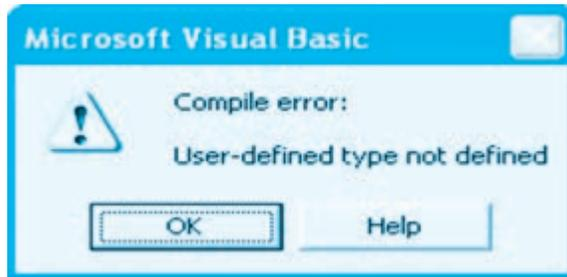 Microsoft Visual Basic
Compile error:
User-defined type not defined
OK
Help